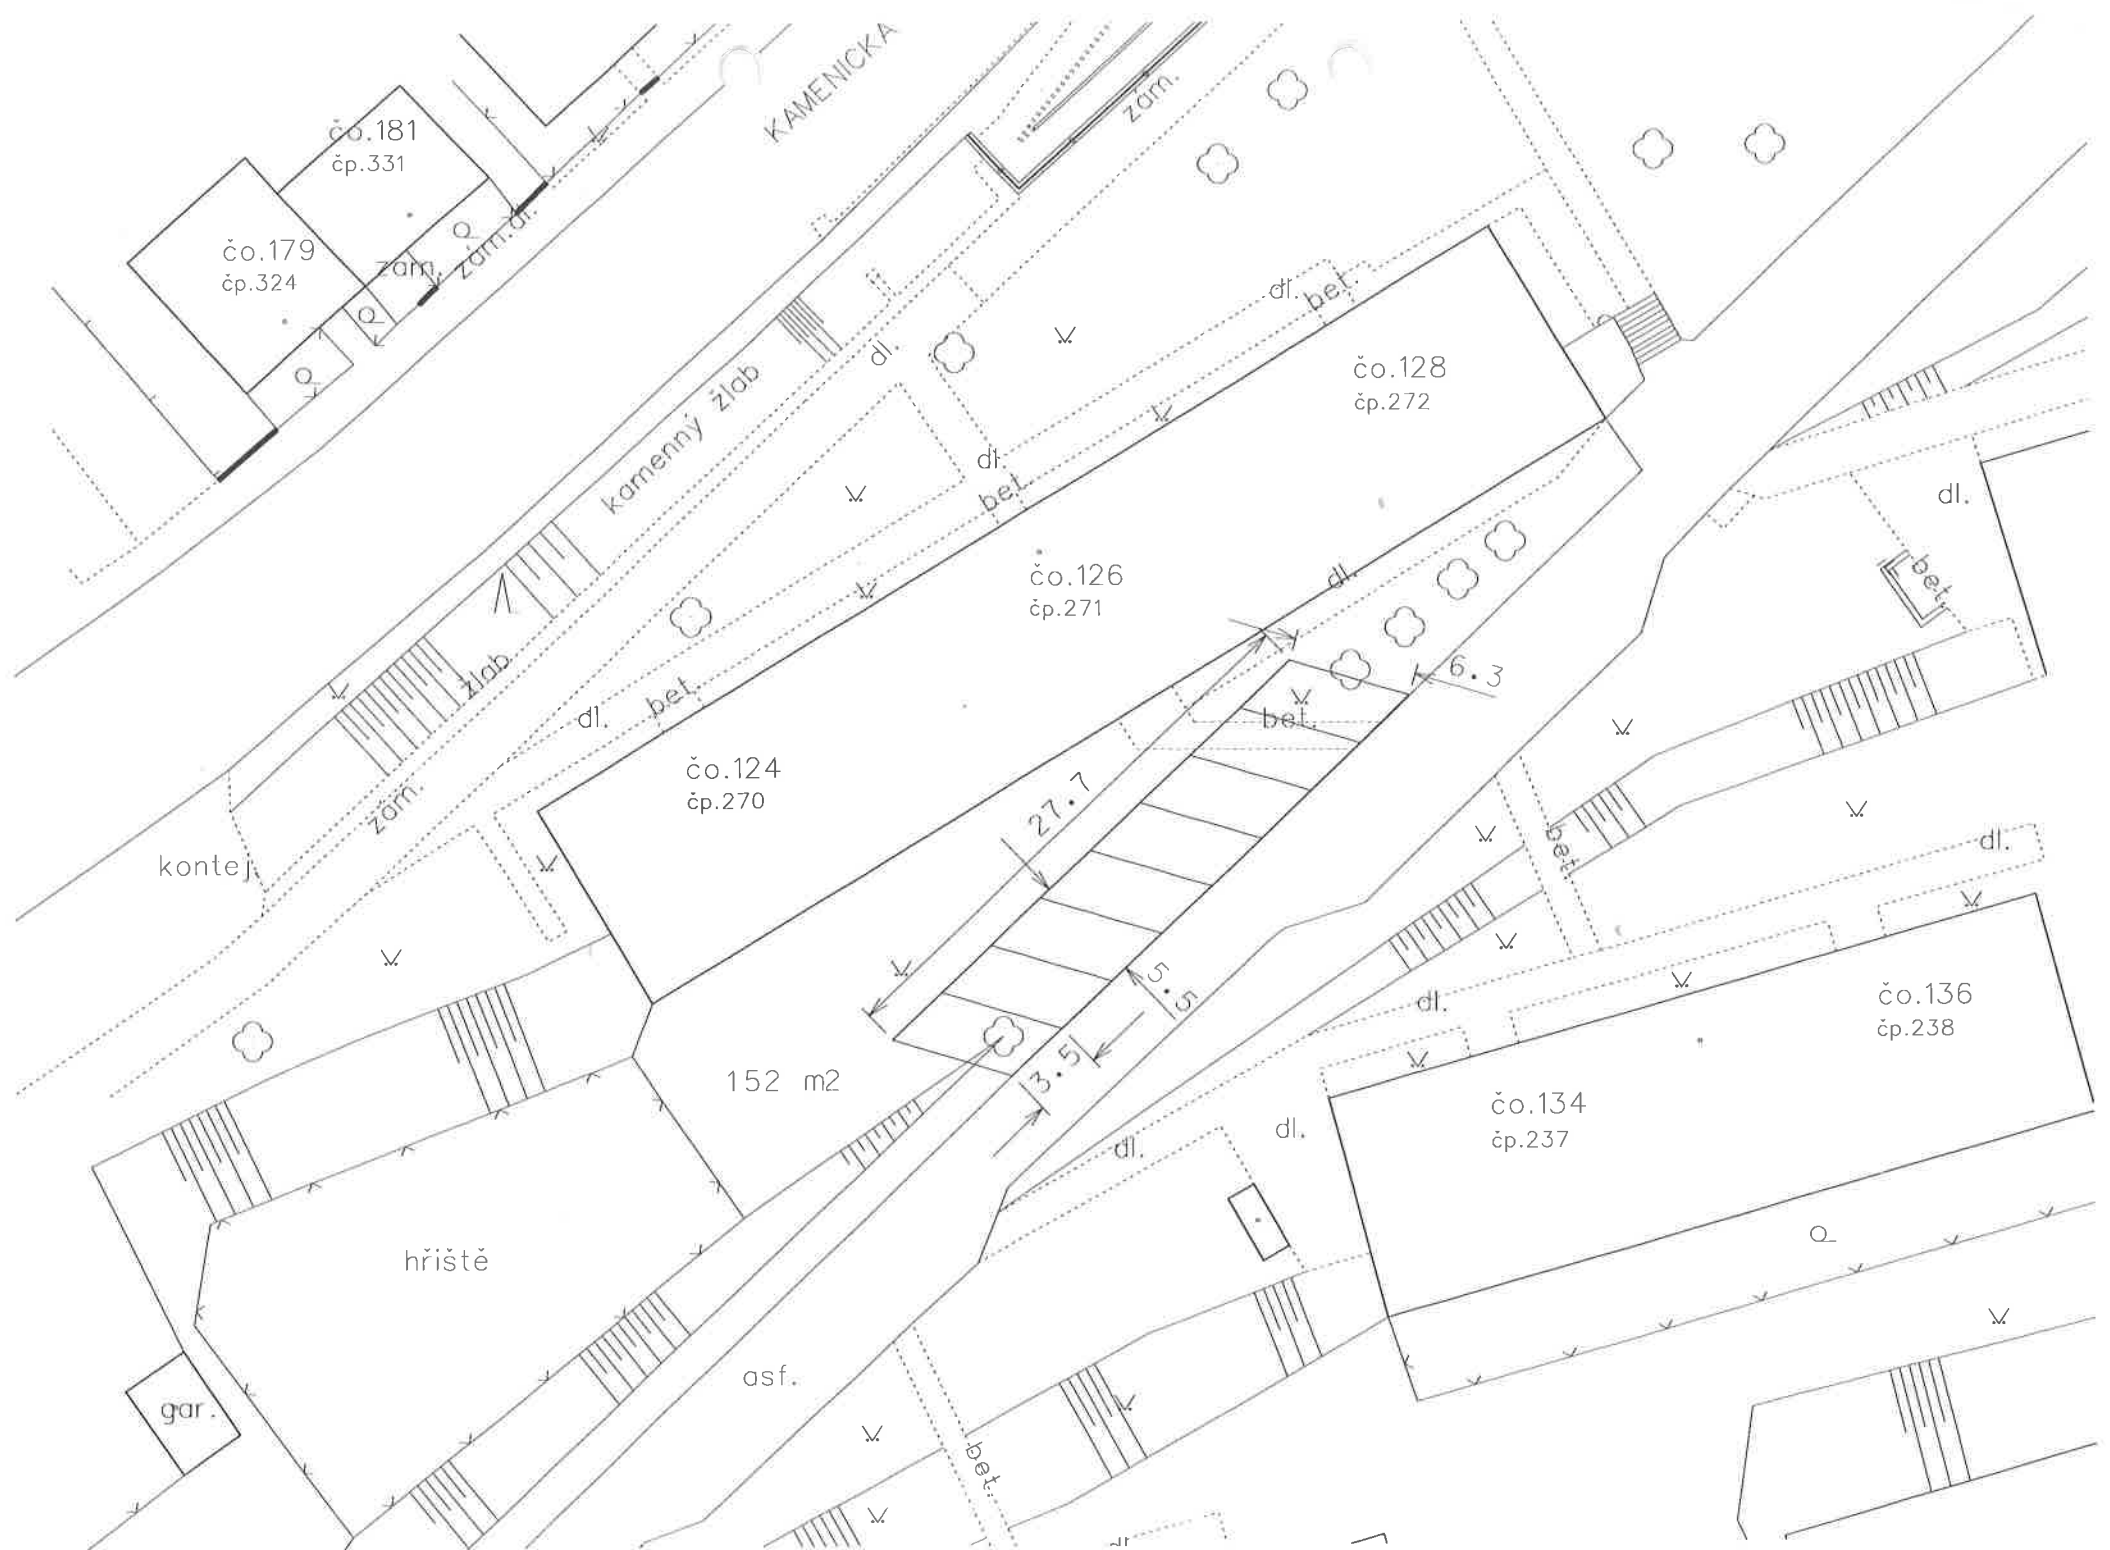 KAMENICKÁ
zám.
čo.181
čp.331
čo.179
čp.324
zám.
zám.dl.
dl.
bet.
čo.128
čp.272
dl.
kamenný žlab
dl.
bet.
dl.
bet.
čo.126
čp.271
dl.
žlab
6.3
bet.
dl.
bet.
čo.124
čp.270
27.7
zám.
bet.
dl.
kontej.
5.5
čo.136
čp.238
dl.
3.5
152 m2
čo.134
čp.237
dl.
dl.
hřiště
asf.
gar.
bet.